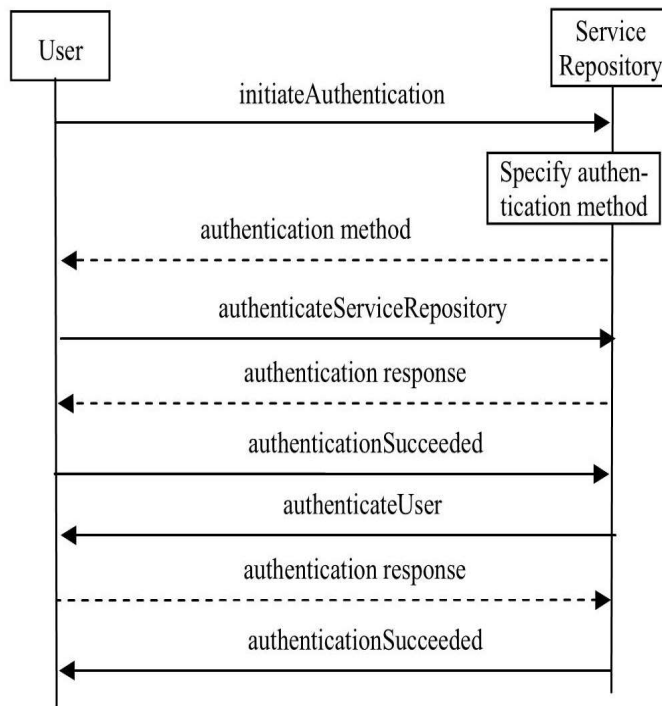 User
Service
Repository
initiateAuthentication
Specify authen-
tication method
authentication method
authenticateServiceRepository
authentication response
authenticationSucceeded
authenticateUser
authentication response
authenticationSucceeded